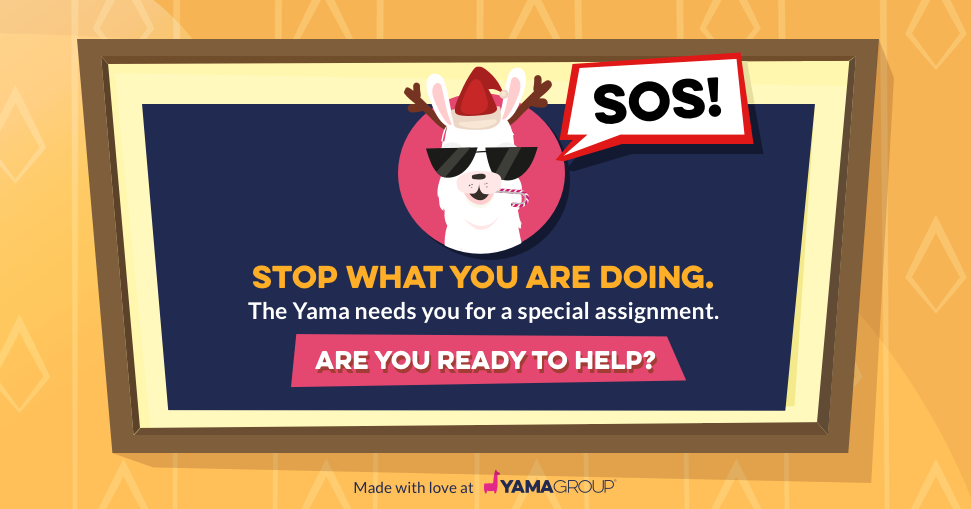 SOS!
STOP WHAT YOU ARE DOING.
The Yama needs you for a special assignment.
ARE YOU READY TO HELP?
Made with love at YAMAGROUP